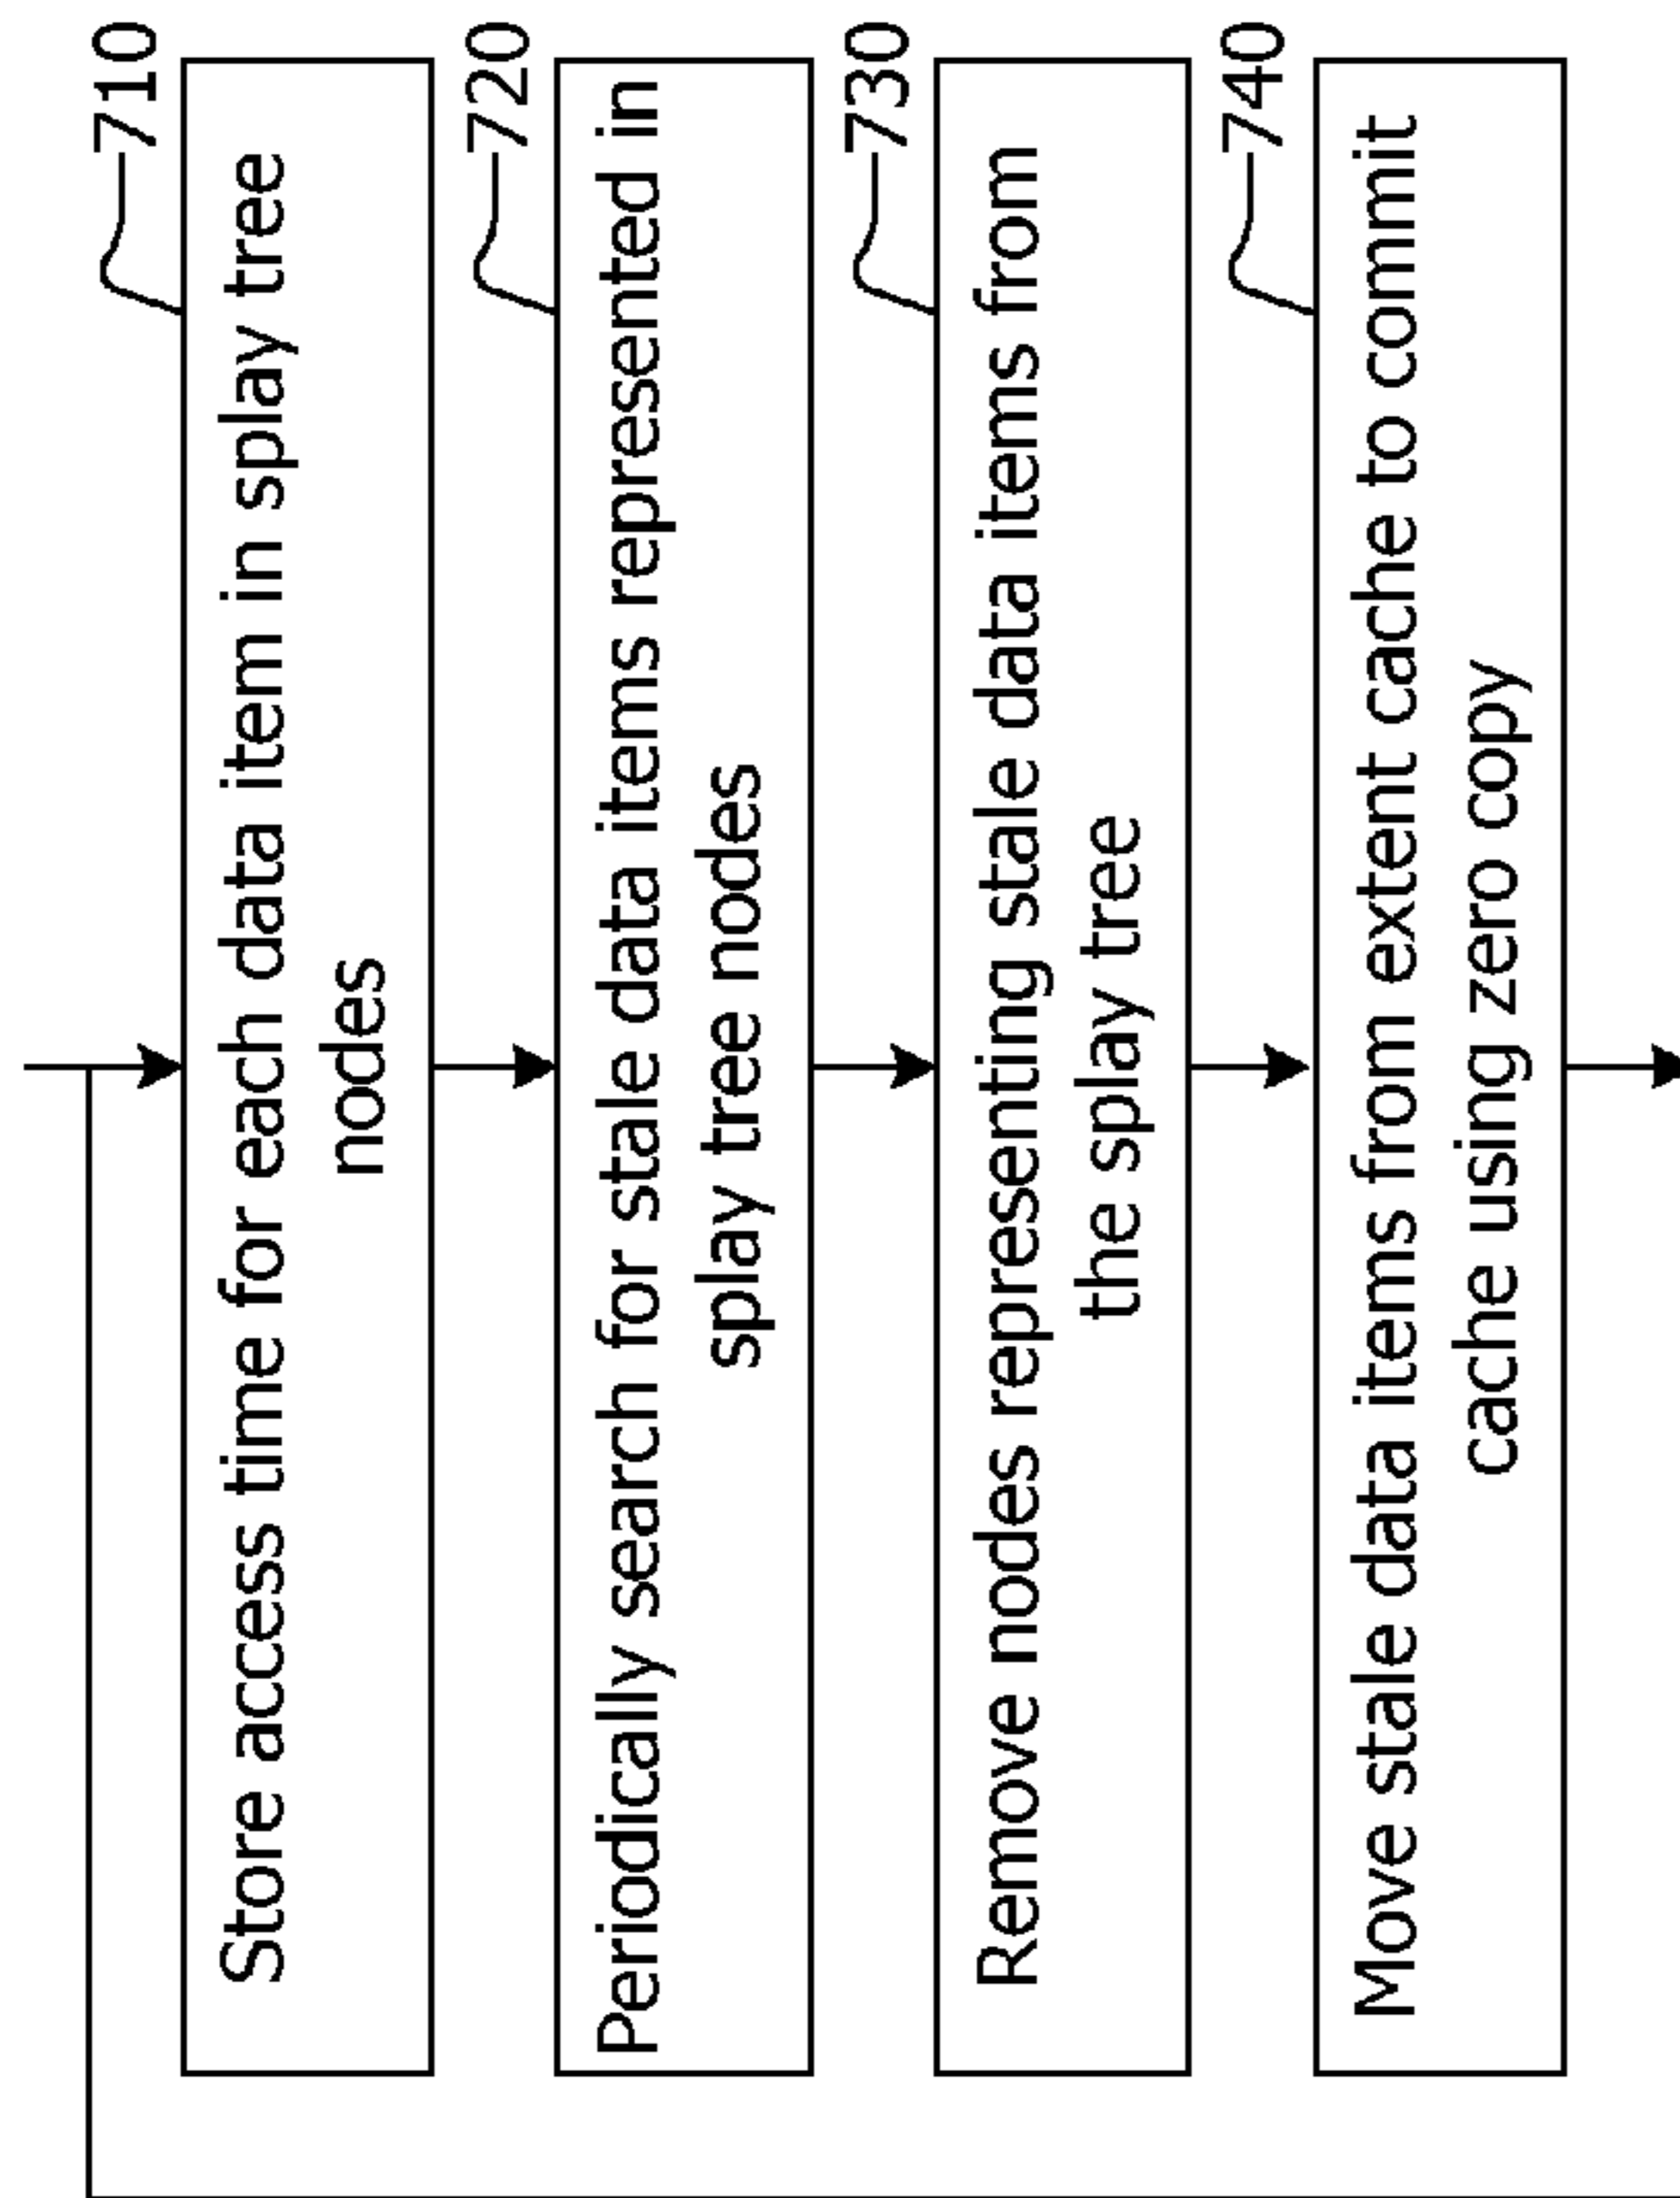 710
Store access time for each data item in splay tree
nodes
720
Periodically search for stale data items represented in
splay tree nodes
730
Remove nodes representing stale data items from
the splay tree
740
Move stale data items from extent cache to commit
cache using zero copy